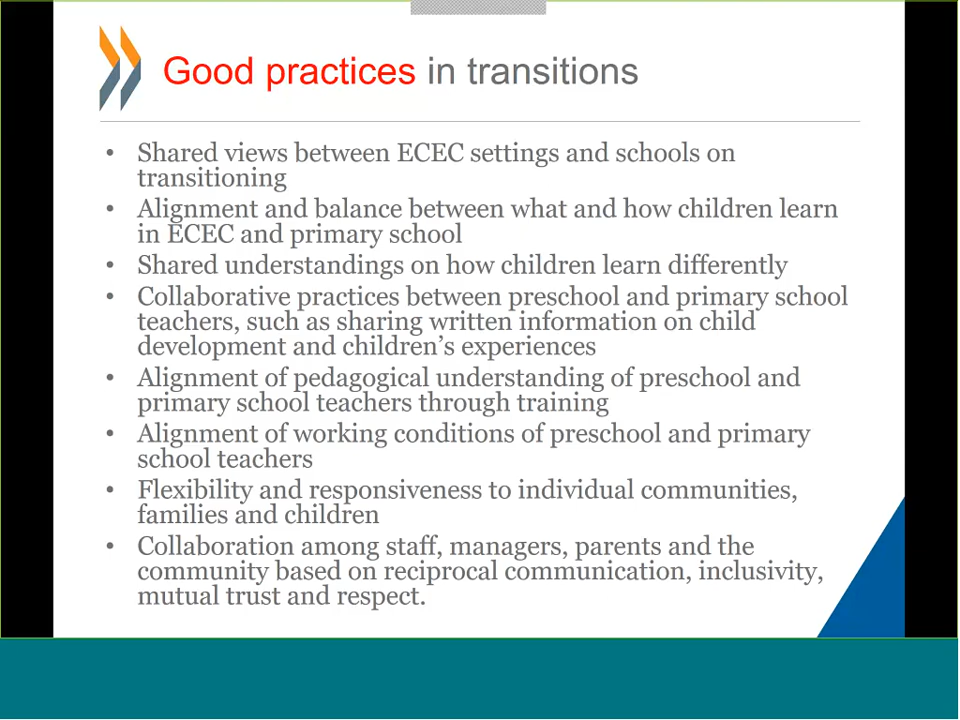 Good practices in transitions
• Shared views between ECEC settings and schools on
transitioning
• Alignment and balance between what and how children learn
in ECEC and primary school
• Shared understandings on how children learn differently
• Collaborative practices between preschool and primary school
teachers, such as sharing written information on child
development and children’s experiences
• Alignment of pedagogical understanding of preschool and
primary school teachers through training
• Alignment of working conditions of preschool and primary
school teachers
• Flexibility and responsiveness to individual communities,
families and children
• Collaboration among staff, managers, parents and the
community based on reciprocal communication, inclusivity,
mutual trust and respect.